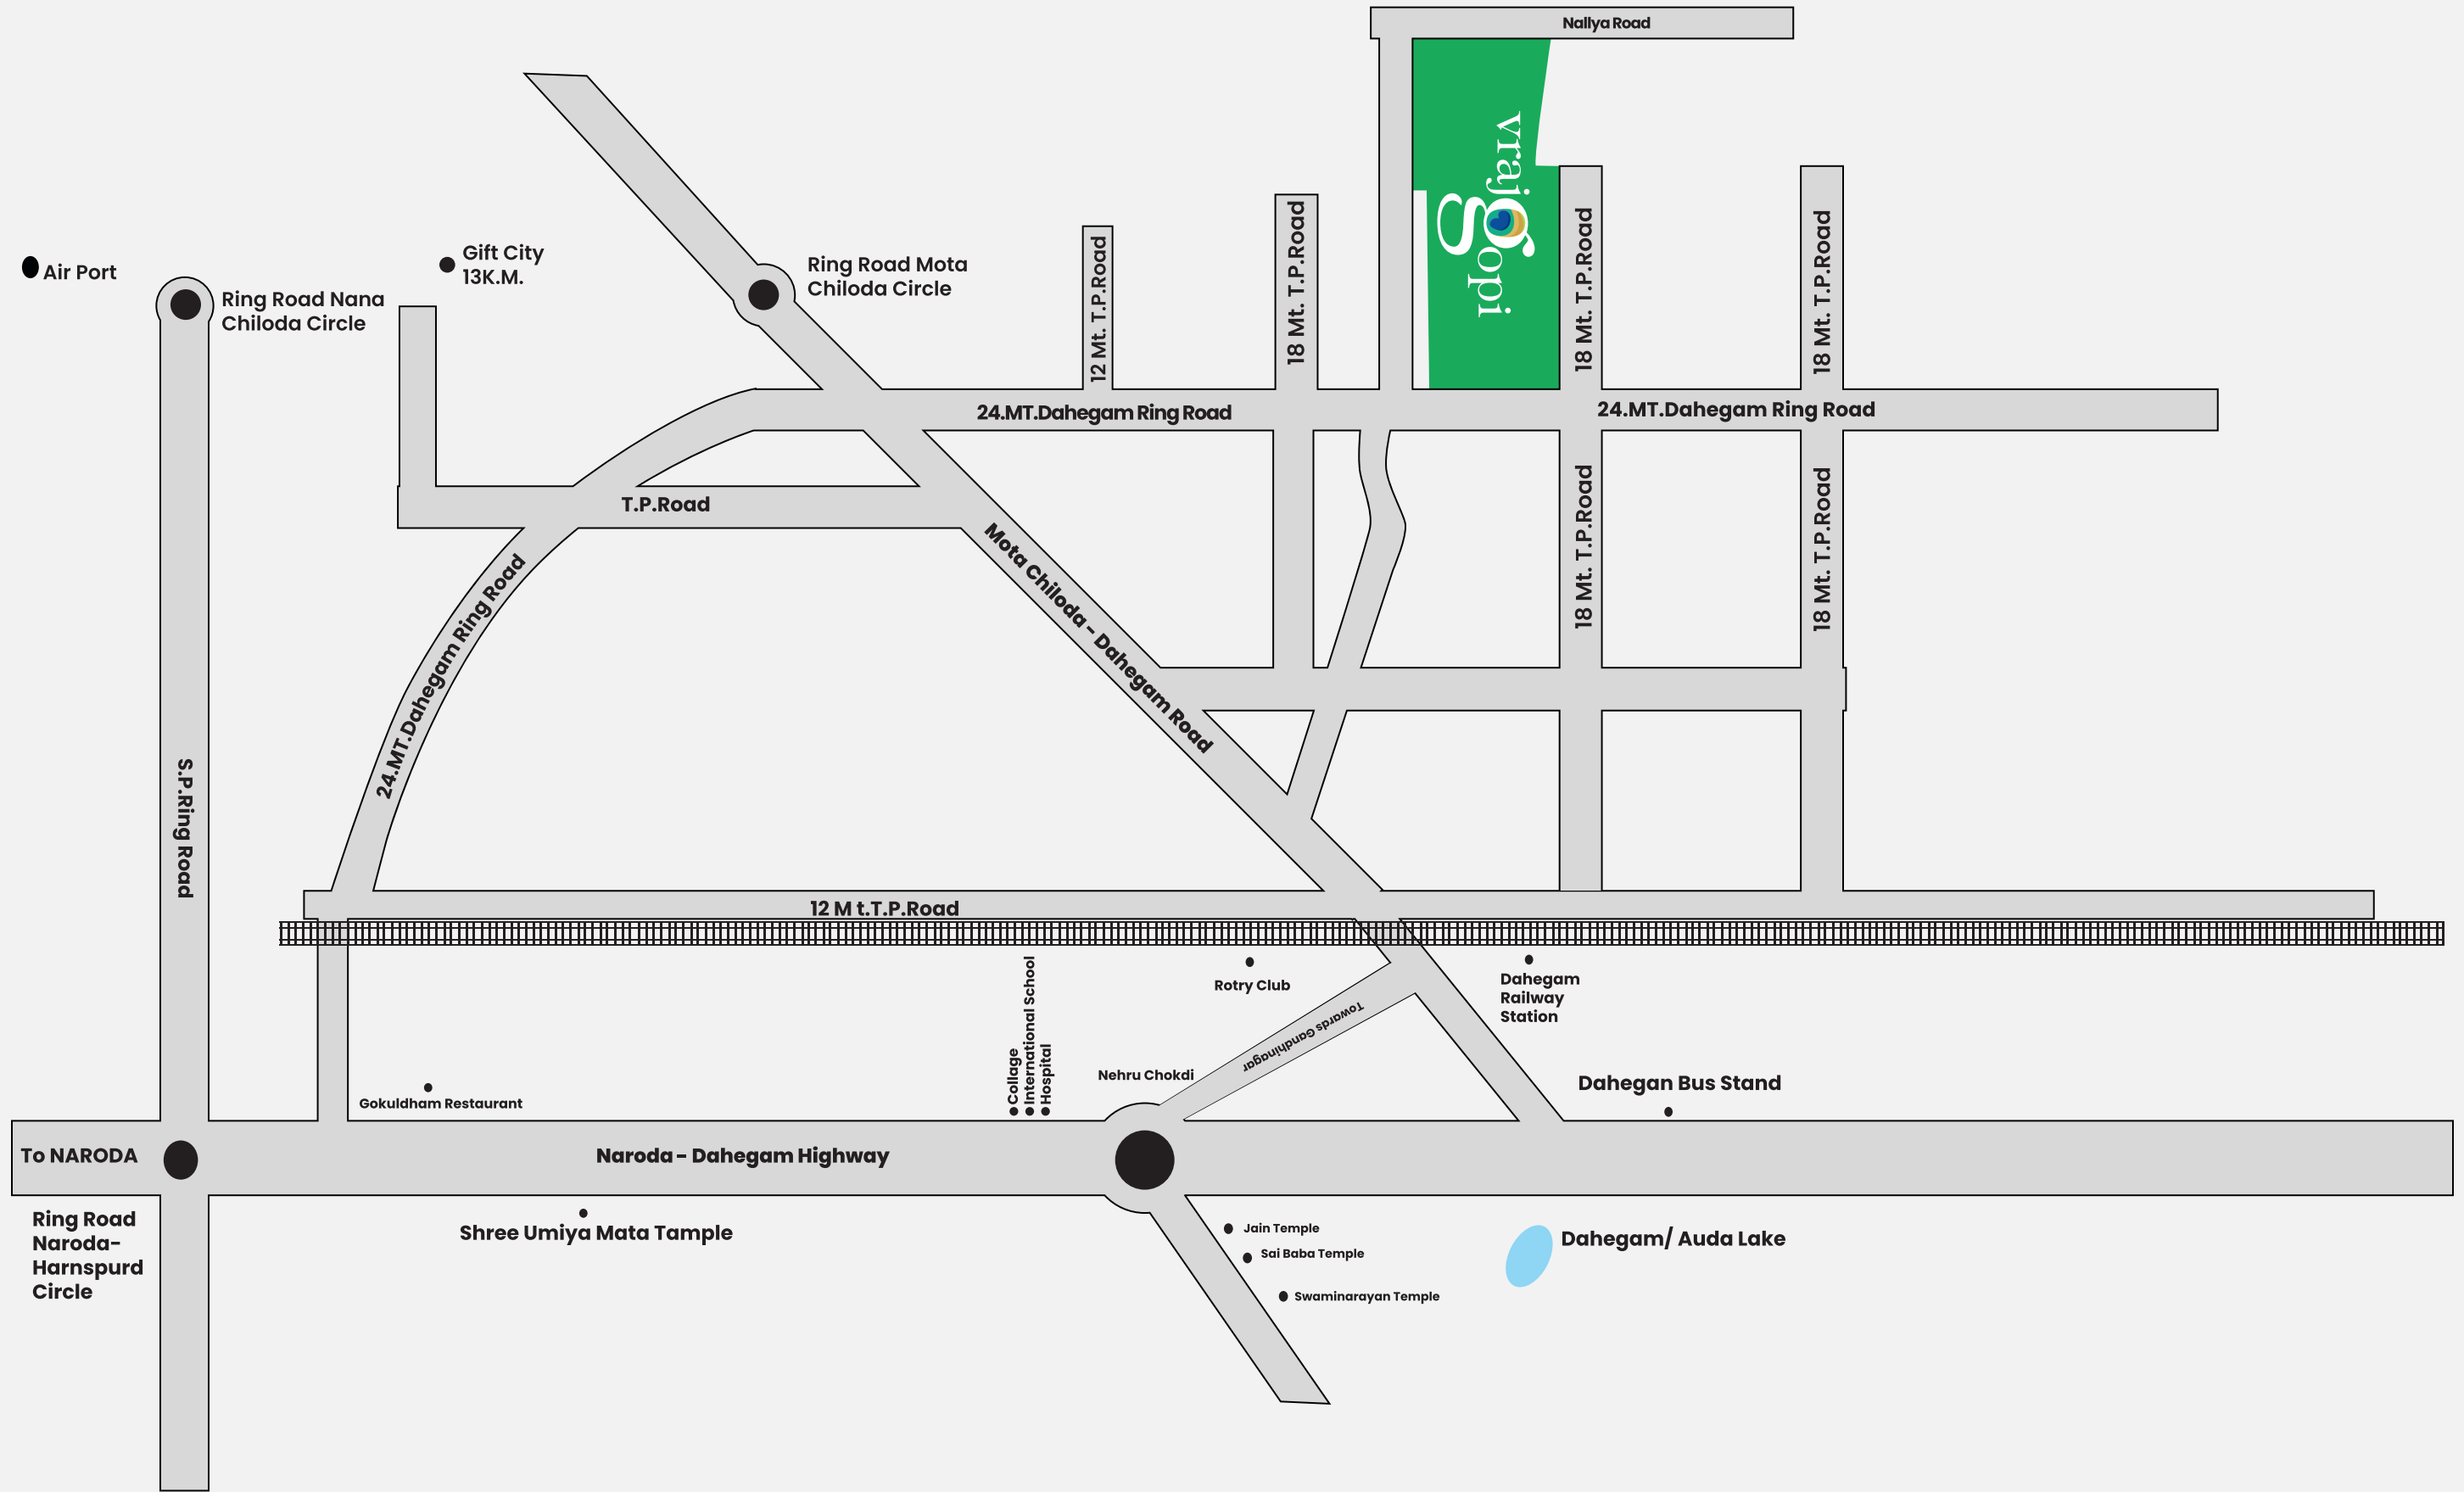 Nallya Road
vraj
gopi
Air Port
Gift City
13K.M.
Ring Road Nana
Chiloda Circle
Ring Road Mota
Chiloda Circle
12 Mt. T.P.Road
18 Mt. T.P.Road
18 Mt. T.P.Road
18 Mt. T.P.Road
24.MT.Dahegam Ring Road
24.MT.Dahegam Ring Road
T.P.Road
24.MT.Dahegam Ring Road
Mota Chiloda - Dahegam Road
18 Mt. T.P.Road
18 Mt. T.P.Road
S.P.Ring Road
12 M t.T.P.Road
Rotry Club
Dahegam
Railway
Station
Towards Gandhinagar
Collage
International School
Hospital
Nehru Chokdi
Gokuldham Restaurant
Dahegan Bus Stand
To NARODA
Naroda - Dahegam Highway
Ring Road
Naroda-
Harnspurd
Circle
Shree Umiya Mata Tample
Jain Temple
Sai Baba Temple
Swaminarayan Temple
Dahegam/ Auda Lake